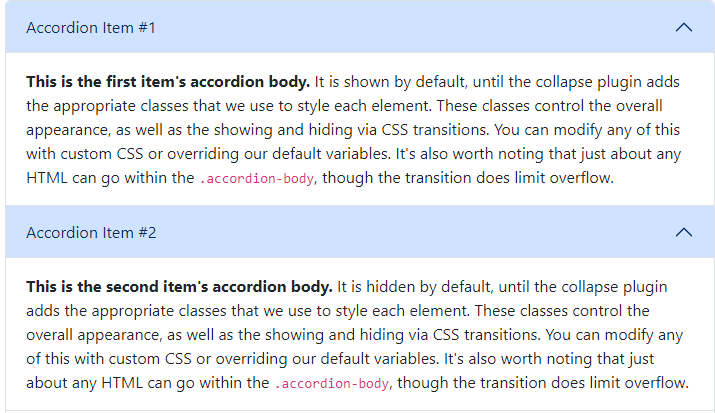 Accordion Item #1
This is the first item's accordion body. It is shown by default, until the collapse plugin adds
the appropriate classes that we use to style each element. These classes control the overall
appearance, as well as the showing and hiding via CSS transitions. You can modify any of this
with custom CSS or overriding our default variables. It's also worth noting that just about any
HTML can go within the .accordion-body, though the transition does limit overflow.
Accordion Item #2
This is the second item's accordion body. It is hidden by default, until the collapse plugin
adds the appropriate classes that we use to style each element. These classes control the
overall appearance, as well as the showing and hiding via CSS transitions. You can modify any
of this with custom CSS or overriding our default variables. It's also worth noting that just
about any HTML can go within the .accordion-body, though the transition does limit overflow.